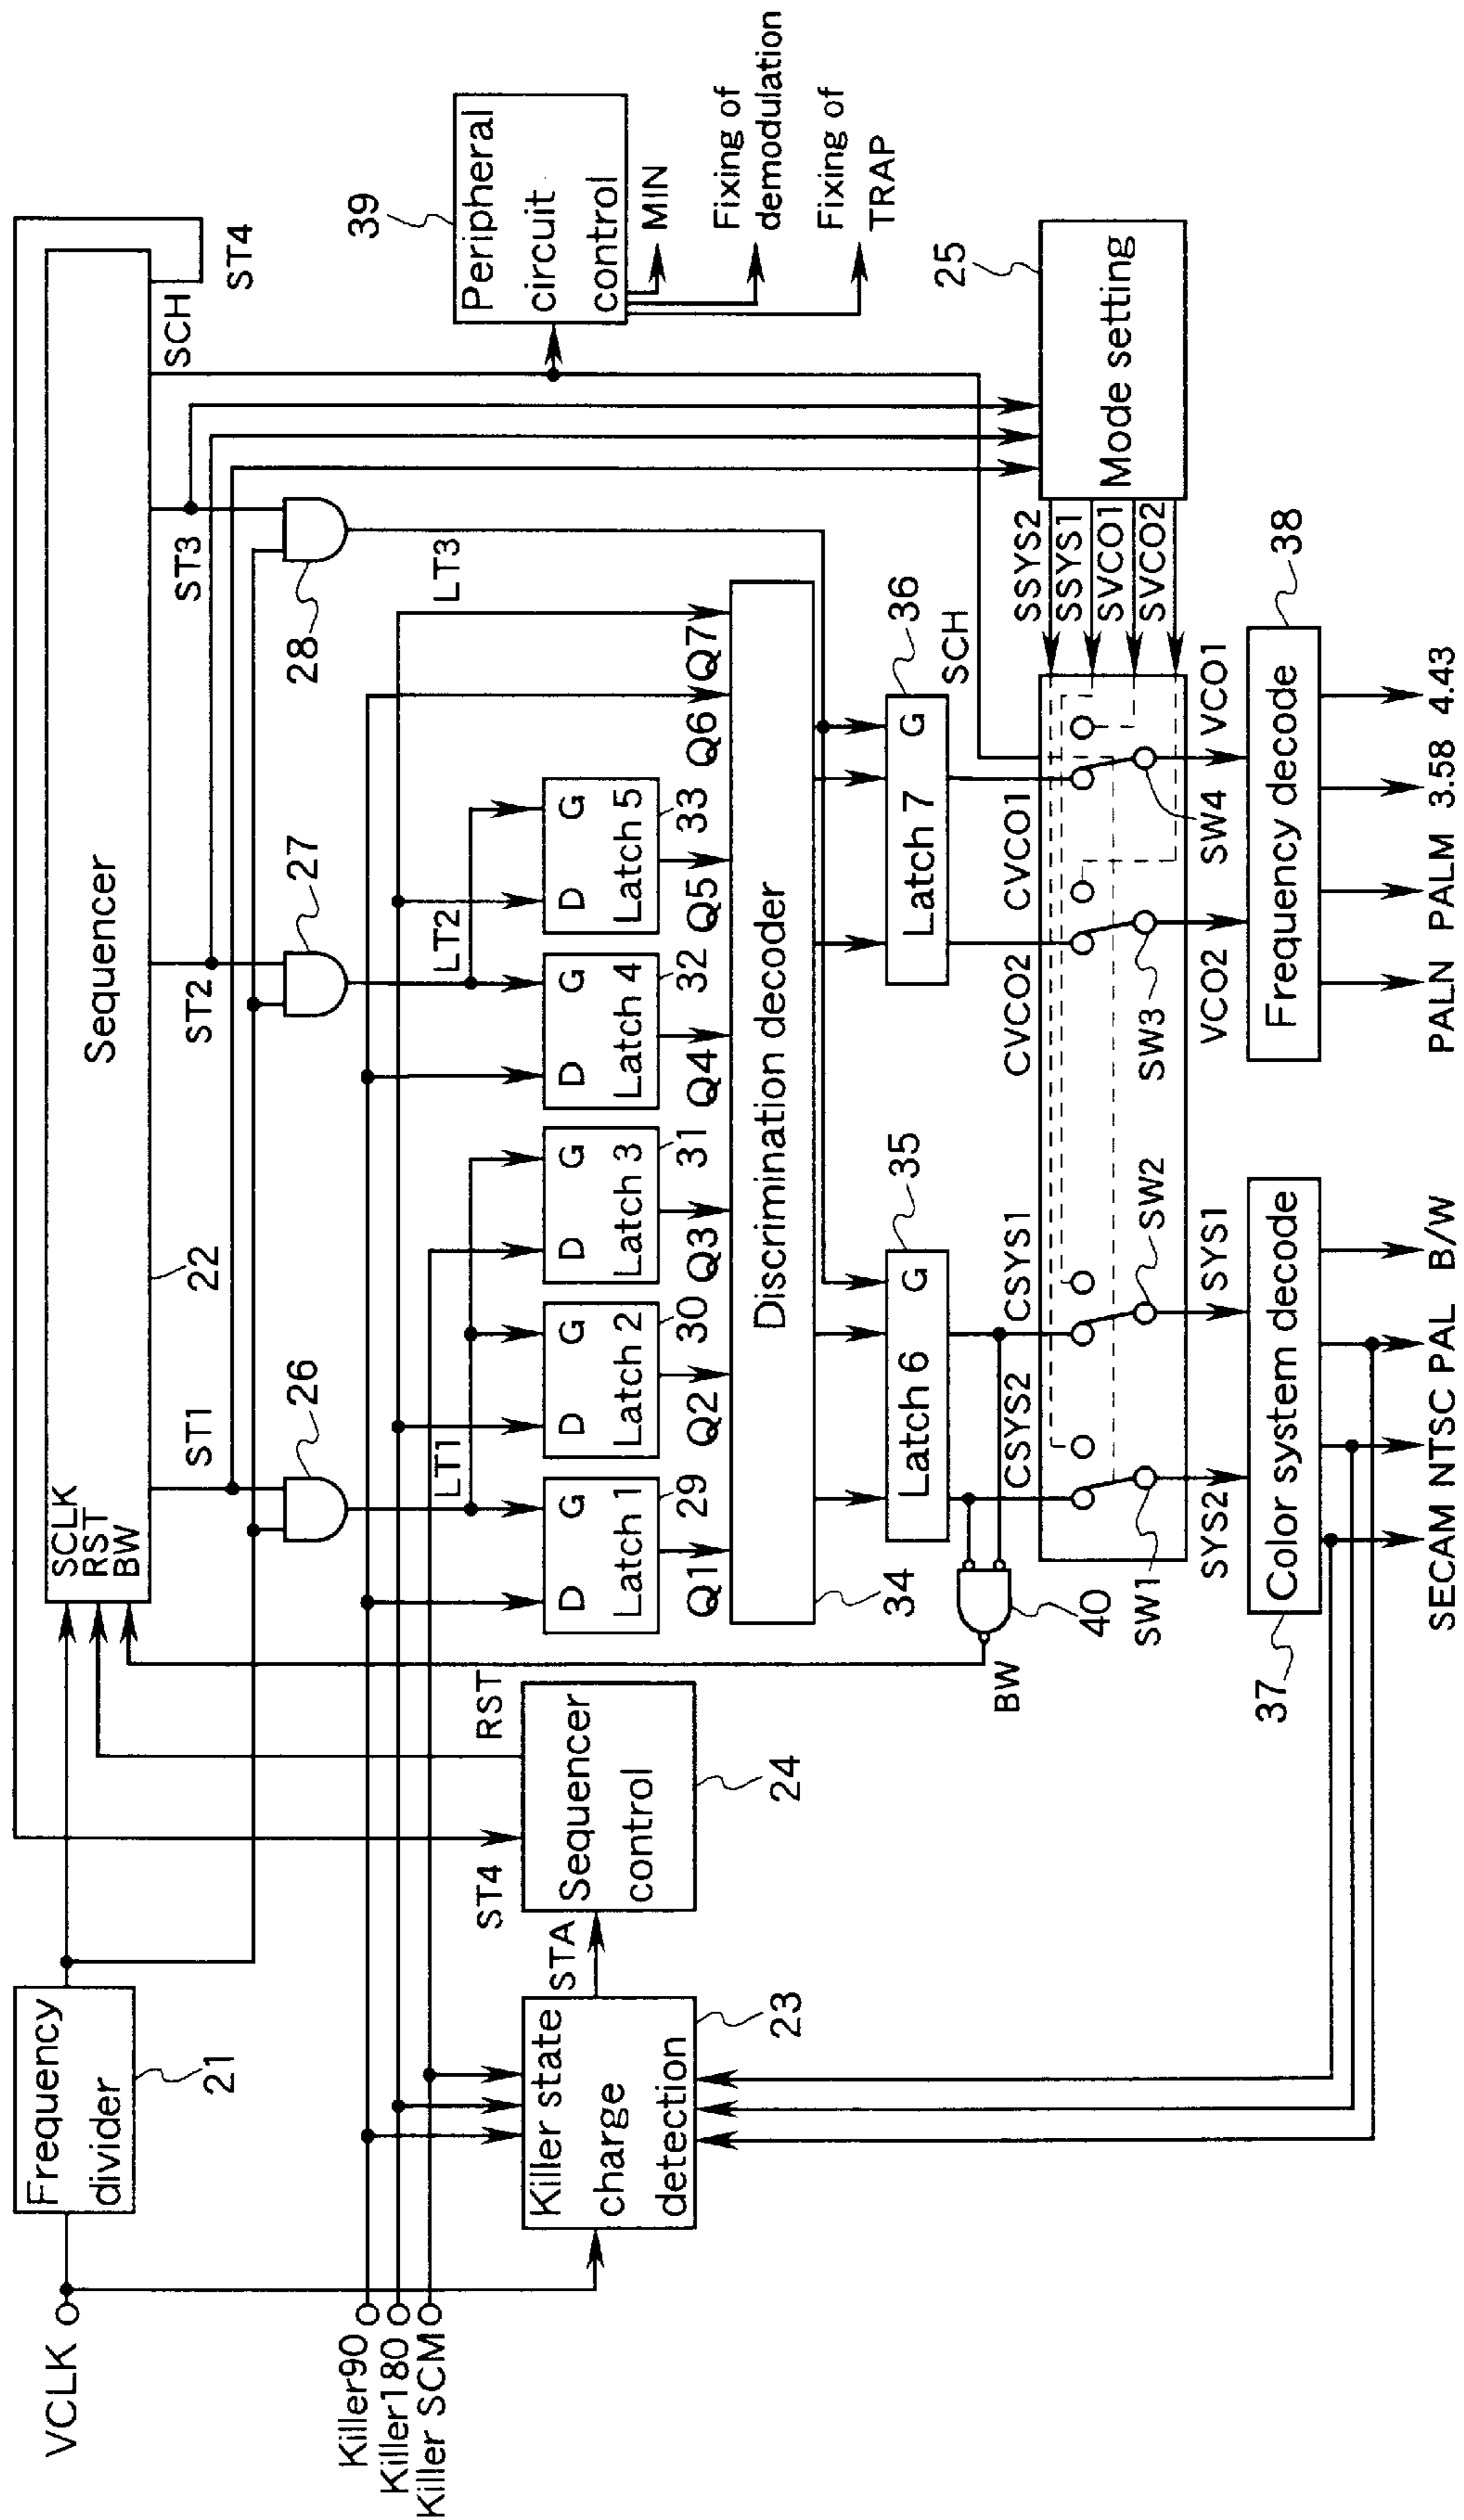 VCLK
Frequency
divider
21
SCLK
RST
BW
Sequencer
22
ST1
ST2
ST3
SCH
ST4
26
27
28
39
Peripheral
circuit
control
MIN
Fixing of
demodulation
Fixing of
TRAP
Killer90
Killer180
Killer SCM
Killer state
charge
detection
23
STA
ST4
RST
Sequencer
control
24
LT1
LT2
LT3
D G
Latch 1
29
D G
Latch 2
30
D G
Latch 3
31
D G
Latch 4
32
D G
Latch 5
33
Q1
Q2
Q3
Q4
Q5
Q6
Q7
Discrimination decoder
34
G
Latch 6
35
G
Latch 7
36
SCH
25
Mode setting
SSYS2
SSYS1
SVCO1
SVCO2
BW
40
CSYS2
CSYS1
CVCO2
CVCO1
SW1
SW2
SW3
SW4
SYS2
SYS1
VCO2
VCO1
37
Color system decode
38
Frequency decode
SECAM NTSC PAL B/W
PALN PALM 3.58 4.43